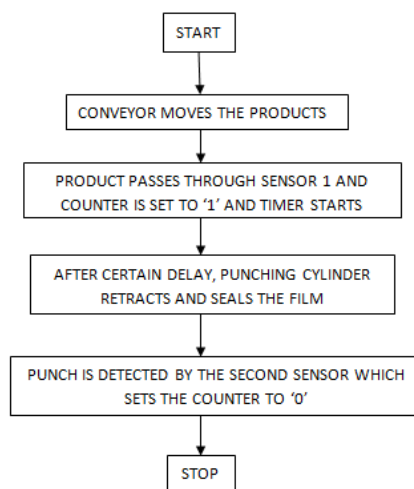 START
CONVEYOR MOVES THE PRODUCTS
PRODUCT PASSES THROUGH SENSOR 1 AND
COUNTER IS SET TO ‘1’ AND TIMER STARTS
AFTER CERTAIN DELAY, PUNCHING CYLINDER
RETRACTS AND SEALS THE FILM
PUNCH IS DETECTED BY THE SECOND SENSOR WHICH
SETS THE COUNTER TO ‘0’
STOP